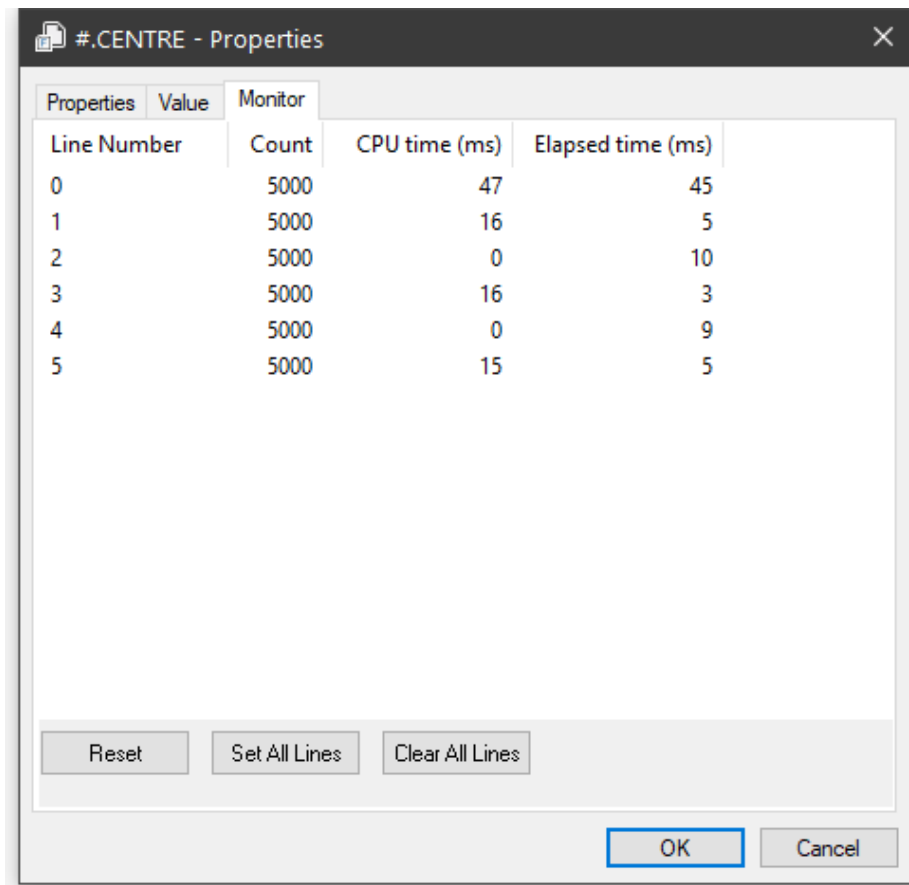 #.CENTRE - Properties
Properties Value Monitor
Line Number Count CPU time (ms) Elapsed time (ms)
0 5000 47 45
1 5000 16 5
2 5000 0 10
3 5000 16 3
4 5000 0 9
5 5000 15 5
Reset Set All Lines Clear All Lines
OK Cancel